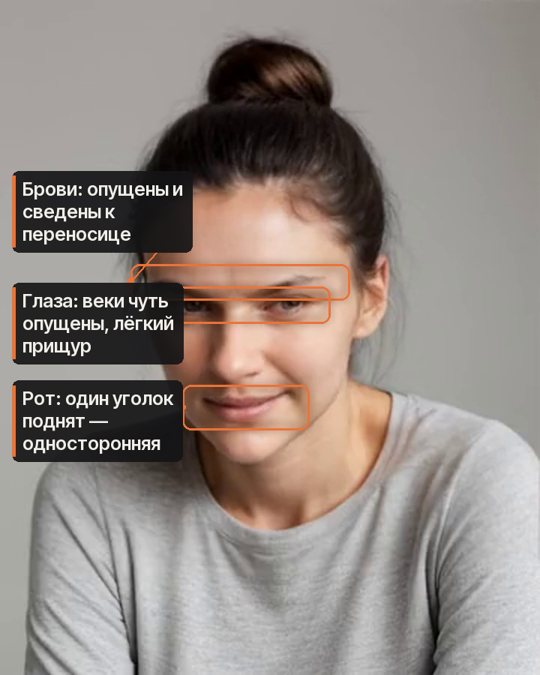 Брови: опущены и
сведены к
переносице
Глаза: веки чуть
опущены, лёгкий
прищур
Рот: один уголок
поднят —
односторонняя